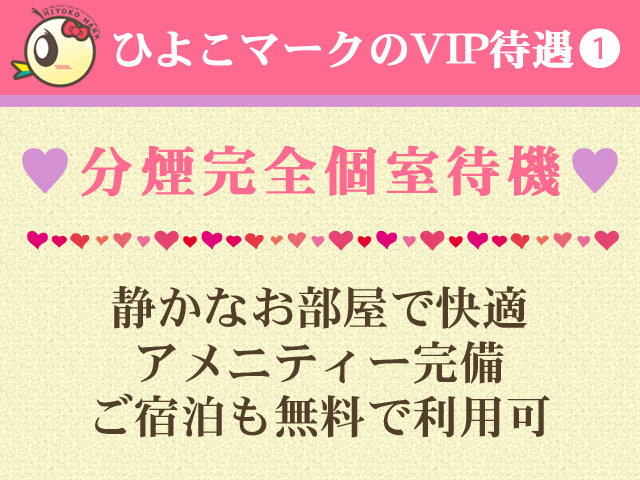 HIYOKO MARK
ひよこマークのVIP待遇❶
分煙完全個室待機
静かなお部屋で快適
アメニティー完備
ご宿泊も無料で利用可